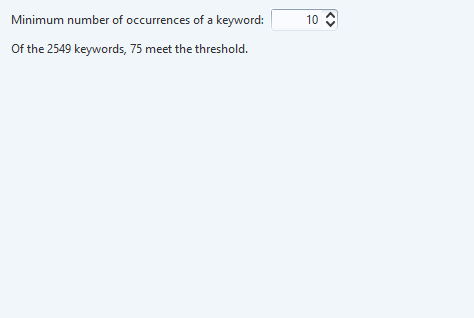 Minimum number of occurrences of a keyword: 10
Of the 2549 keywords, 75 meet the threshold.